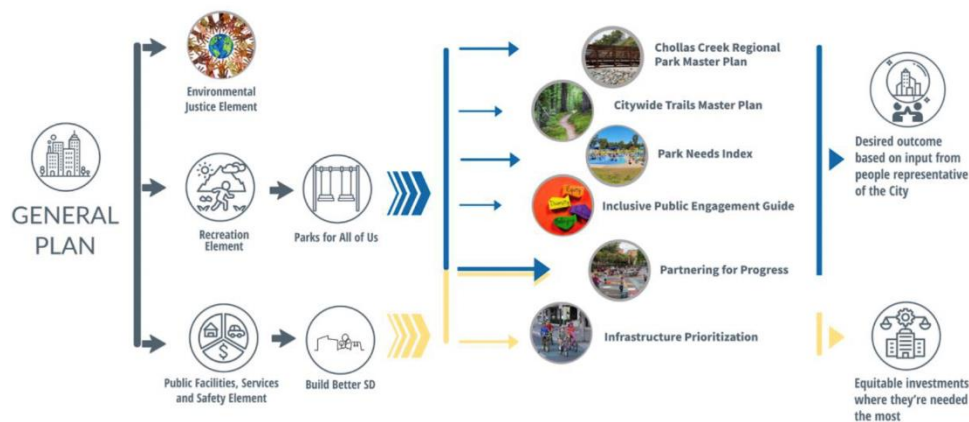 Environmental
Justice Element
GENERAL
PLAN
Recreation
Element
Parks for All of Us
Public Facilities, Services
and Safety Element
$
Build Better SD
Chollas Creek Regional
Park Master Plan
Citywide Trails Master Plan
Park Needs Index
Equity
Diversity
Inclusive Public Engagement Guide
Partnering for Progress
Infrastructure Prioritization
Desired outcome
based on input from
people representative
of the City
Equitable investments
where they're needed
the most